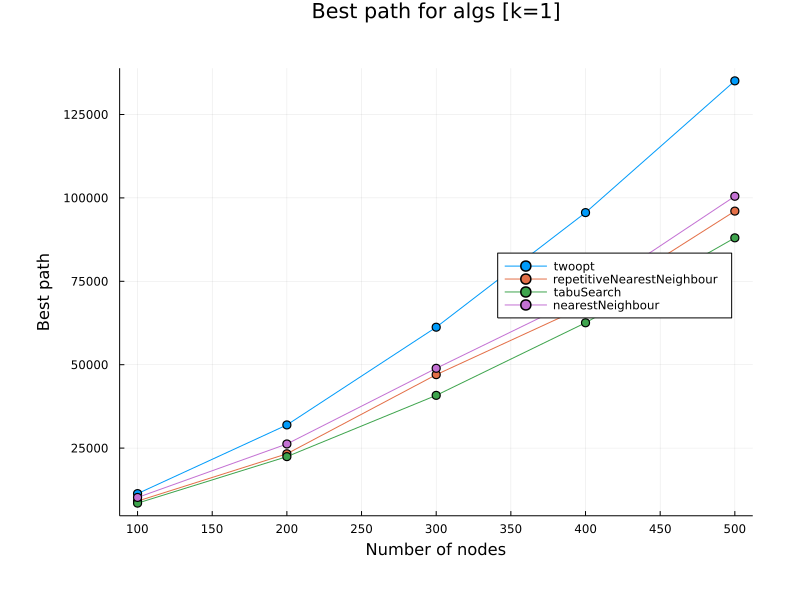 Best path for algs [k=1]
125000
100000
75000
50000
25000
Best path
twoopt
repetitiveNearestNeighbour
tabuSearch
nearestNeighbour
100 150 200 250 300 350 400 450 500
Number of nodes